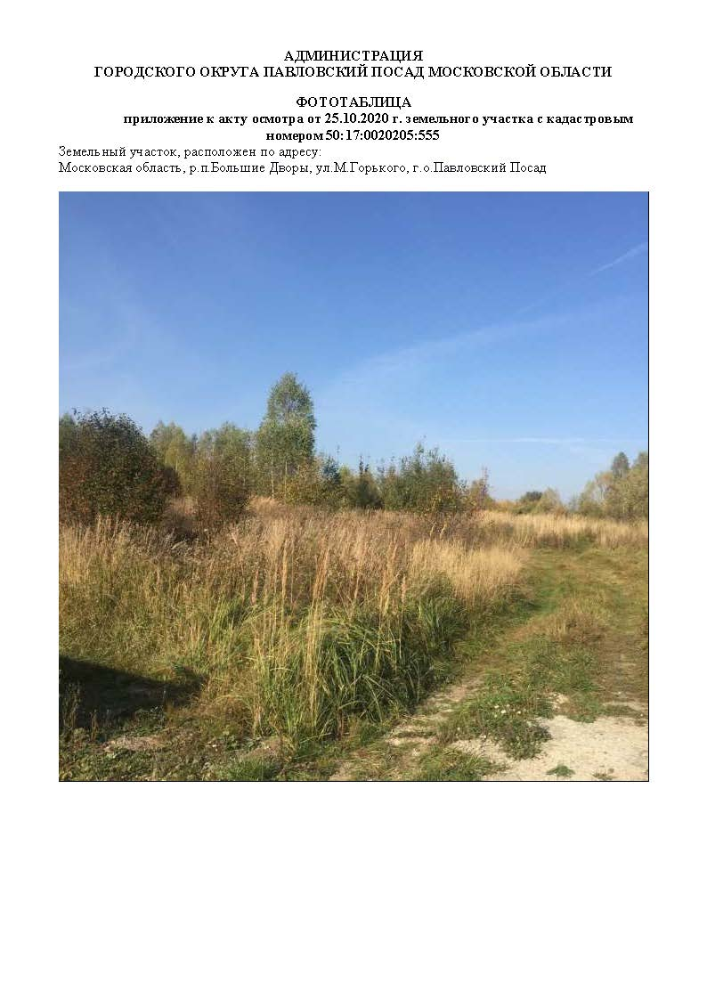 АДМИНИСТРАЦИЯ
ГОРОДСКОГО ОКРУГА ПАВЛОВСКИЙ ПОСАД МОСКОВСКОЙ ОБЛАСТИ
ФОТОТАБЛИЦА
приложение к акту осмотра от 25.10.2020 г. земельного участка с кадастровым
номером 50:17:0020205:555
Земельный участок, расположен по адресу:
Московская область, р.п.Большие Дворы, ул.М.Горького, г.о.Павловский Посад